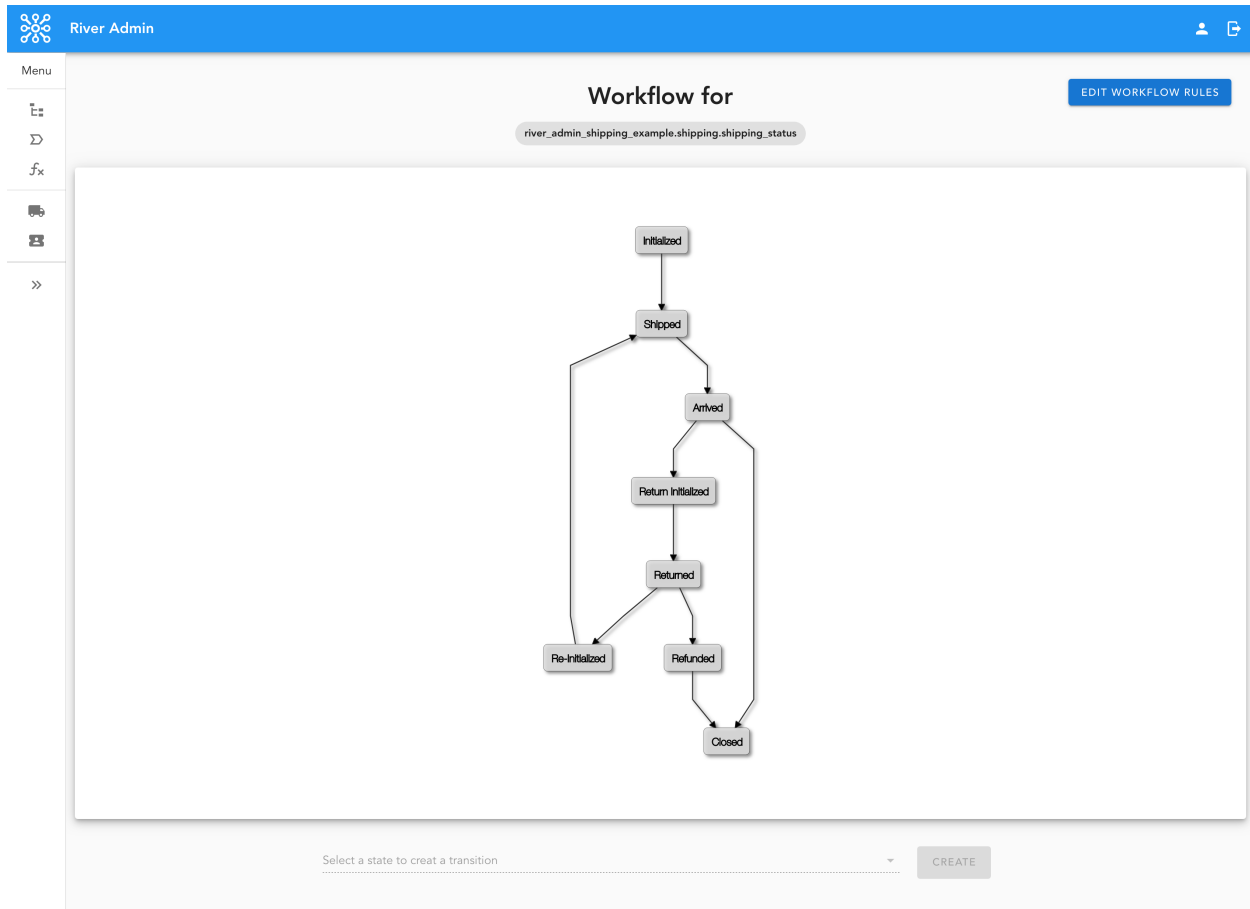 River Admin
Menu
Workflow for
EDIT WORKFLOW RULES
river_admin_shipping_example.shipping.shipping_status
Initialized
Shipped
Arrived
Return Initialized
Returned
Re-Initialized
Refunded
Closed
Select a state to creat a transition
CREATE